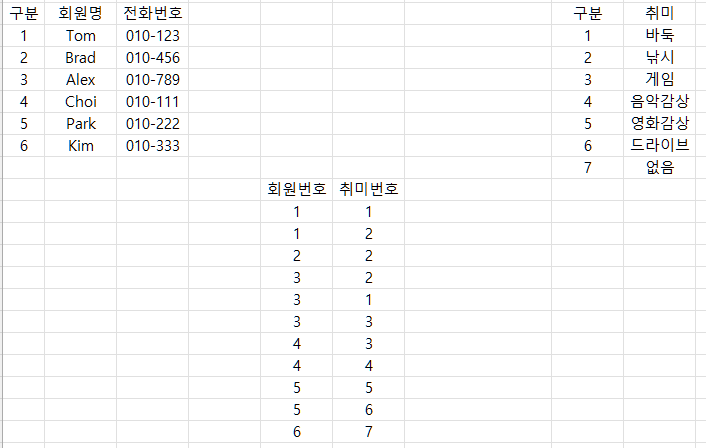 구분 회원명 전화번호 구분 취미
1 Tom 010-123 1 바둑
2 Brad 010-456 2 낚시
3 Alex 010-789 3 게임
4 Choi 010-111 4 음악감상
5 Park 010-222 5 영화감상
6 Kim 010-333 6 드라이브
7 없음
회원번호 취미번호
1 1
1 2
2 2
3 2
3 1
3 3
4 3
4 4
5 5
5 6
6 7